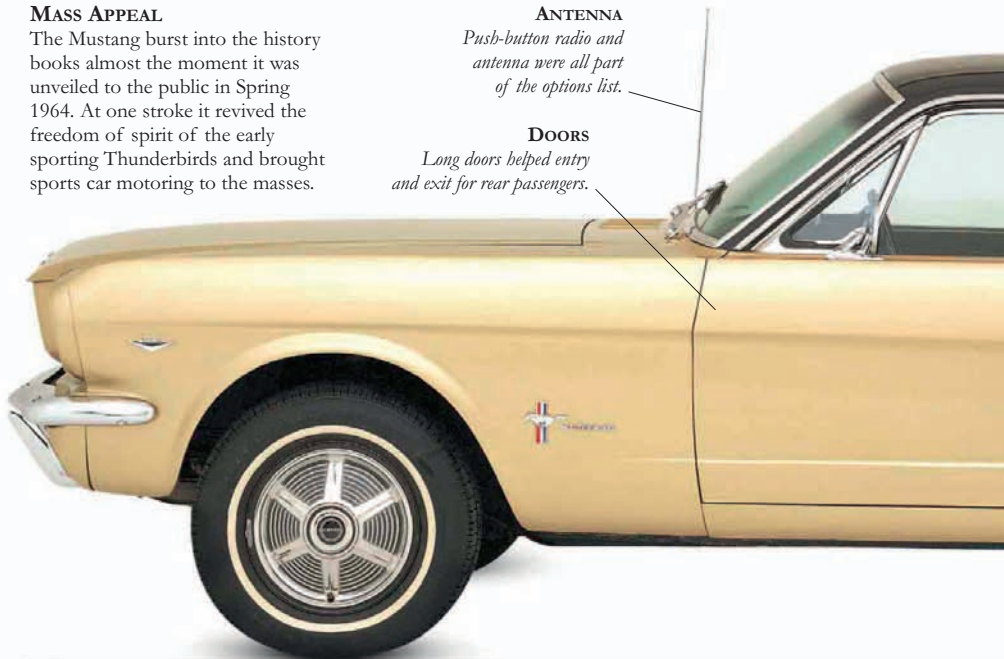 MASS APPEAL
The Mustang burst into the history
books almost the moment it was
unveiled to the public in Spring
1964. At one stroke it revived the
freedom of spirit of the early
sporting Thunderbirds and brought
sports car motoring to the masses.
ANTENNA
Push-button radio and
antenna were all part
of the options list.
DOORS
Long doors helped entry
and exit for rear passengers.